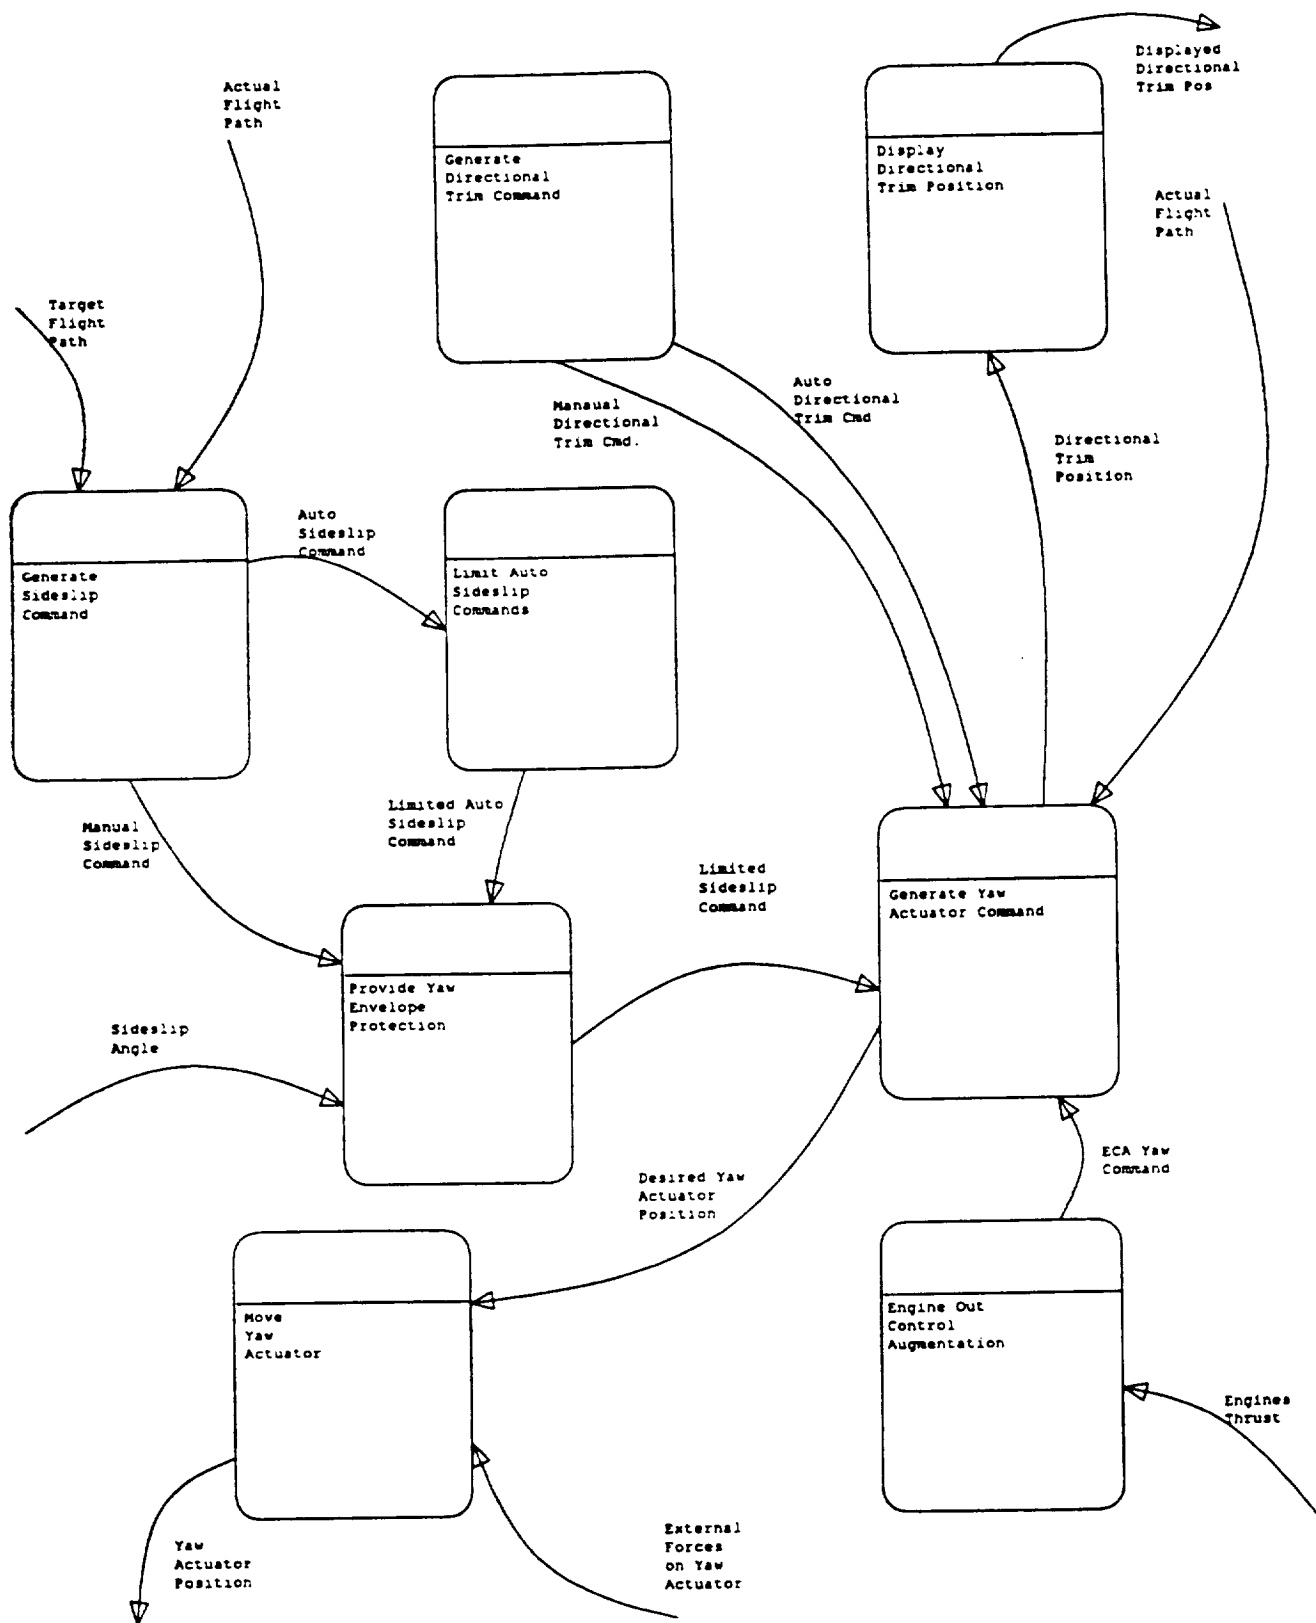 Displayed
Directional
Trim Pos
Actual
Flight
Path
Generate
Directional
Trim Command
Display
Directional
Trim Position
Actual
Flight
Path
Target
Flight
Path
Manaual
Directional
Trim Cmd.
Auto
Directional
Trim Cmd
Directional
Trim
Position
Auto
Sideslip
Command
Generate
Sideslip
Command
Limit Auto
Sideslip
Commands
Manual
Sideslip
Command
Limited Auto
Sideslip
Command
Limited
Sideslip
Command
Generate Yaw
Actuator Command
Provide Yaw
Envelope
Protection
Sideslip
Angle
Desired Yaw
Actuator
Position
ECA Yaw
Command
Move
Yaw
Actuator
Engine Out
Control
Augmentation
Engines
Thrust
Yaw
Actuator
Position
External
Forces
on Yaw
Actuator